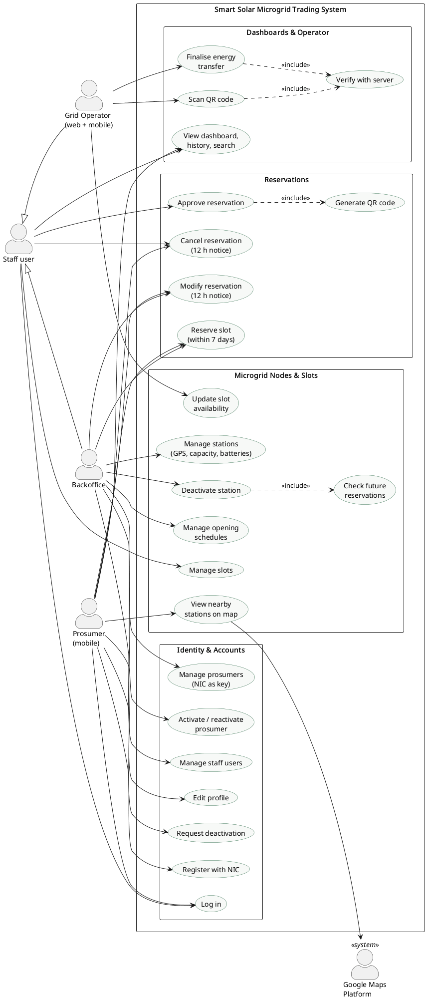 Smart Solar Microgrid Trading System
Dashboards & Operator
Finalise energy
transfer
«include»
Verify with server
«include»
Scan QR code
View dashboard,
history, search
Grid Operator
(web + mobile)
Reservations
Approve reservation
«include»
Generate QR code
Cancel reservation
(12 h notice)
Staff user
Modify reservation
(12 h notice)
Reserve slot
(within 7 days)
Microgrid Nodes & Slots
Update slot
availability
Manage stations
(GPS, capacity, batteries)
Backoffice
Deactivate station
«include»
Check future
reservations
Manage opening
schedules
Manage slots
View nearby
stations on map
Prosumer
(mobile)
Identity & Accounts
Manage prosumers
(NIC as key)
Activate / reactivate
prosumer
Manage staff users
Edit profile
Request deactivation
Register with NIC
Log in
«system»
Google Maps
Platform